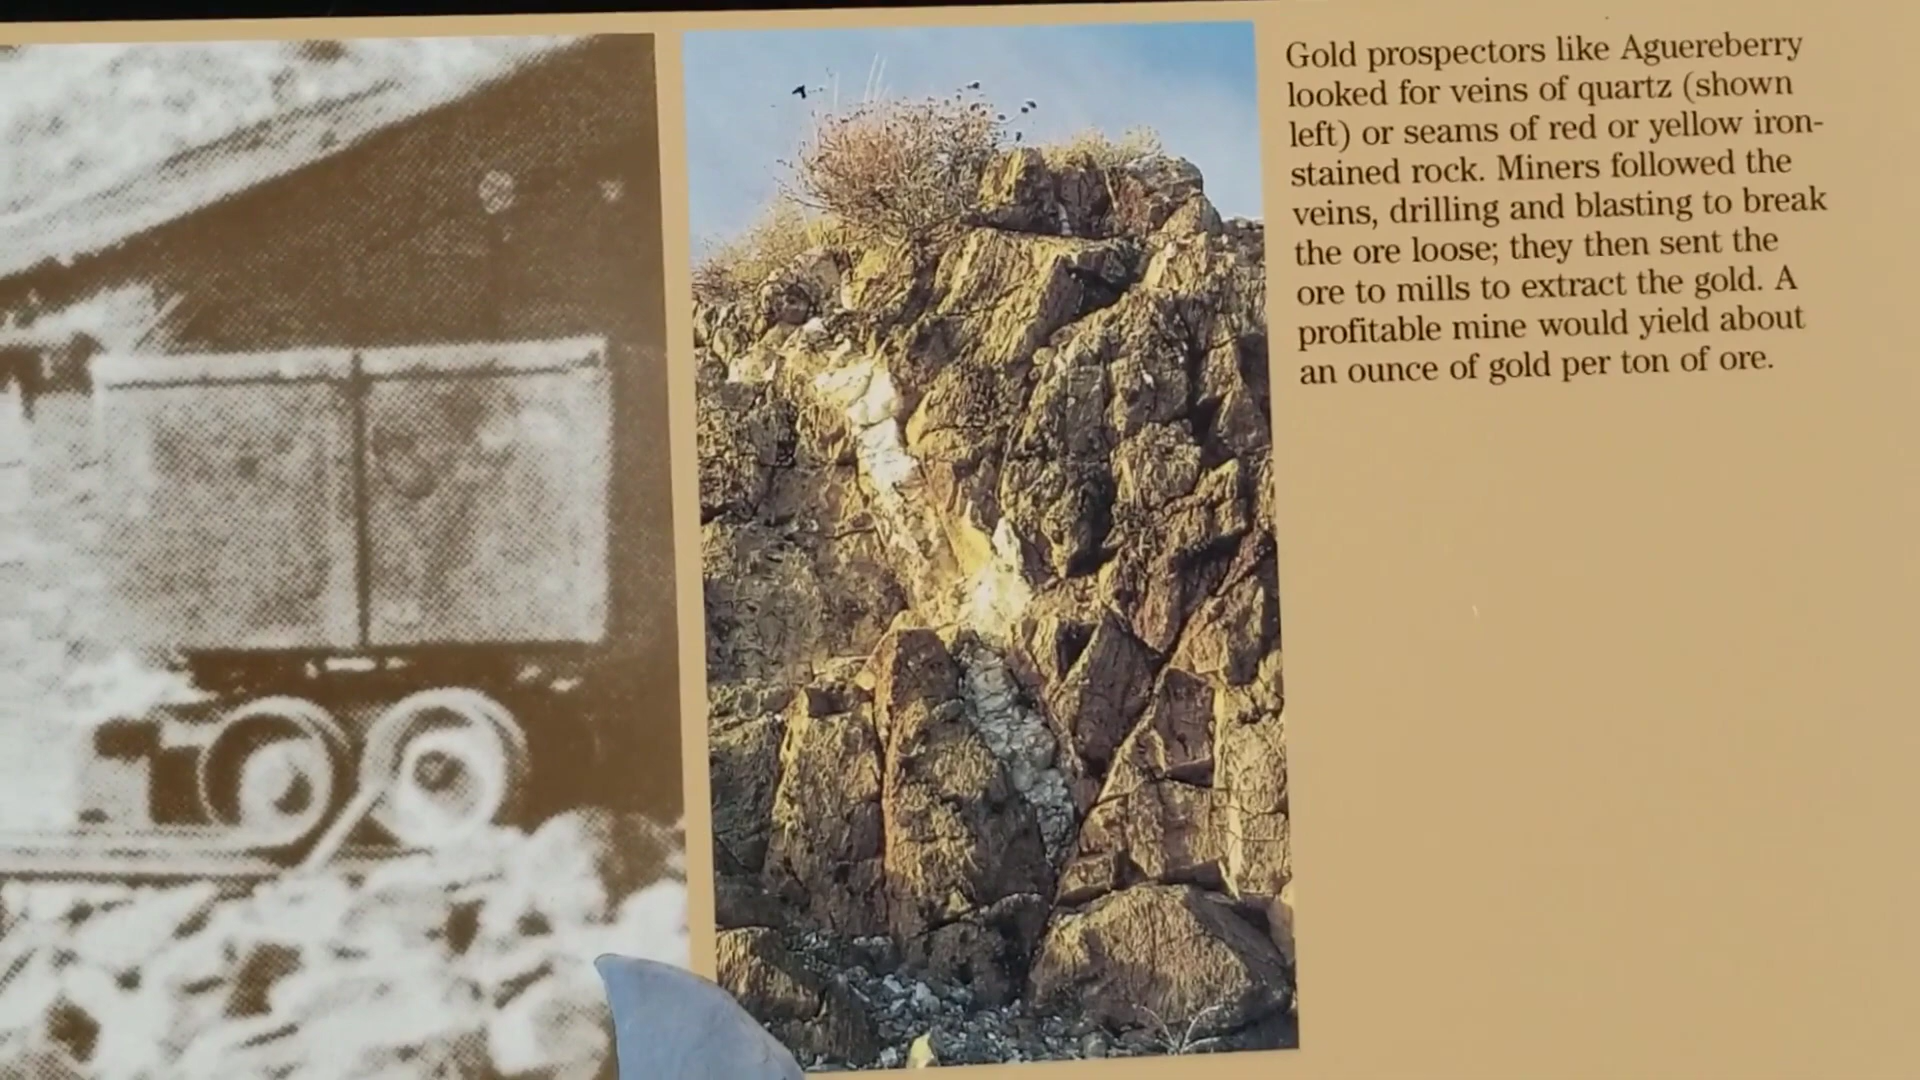 Gold prospectors like Aguereberry
looked for veins of quartz (shown
left) or seams of red or yellow iron-
stained rock. Miners followed the
veins, drilling and blasting to break
the ore loose; they then sent the
ore to mills to extract the gold. A
profitable mine would yield about
an ounce of gold per ton of ore.